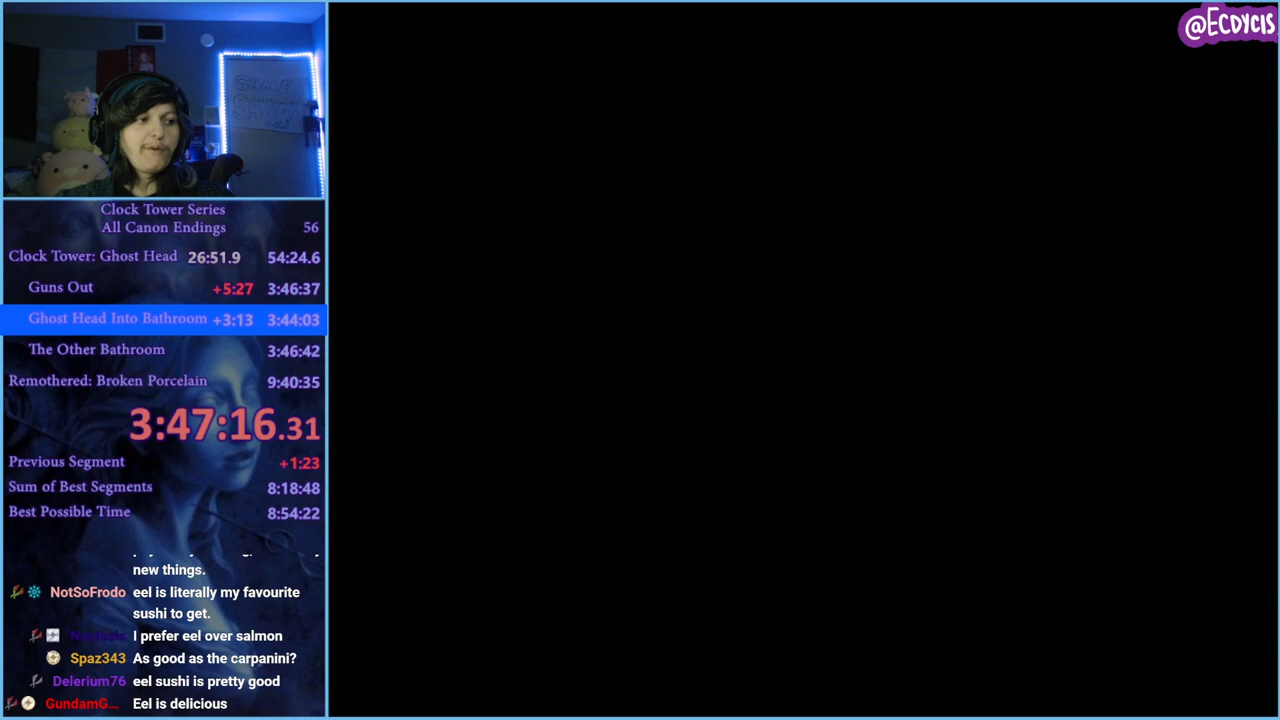 @ECDYCIS
GAME
Clock Tower Series
All Canon Endings 56
Clock Tower: Ghost Head 26:51.9 54:24.6
Guns Out +5:27 3:46:37
Ghost Head Into Bathroom +3:13 3:44:03
The Other Bathroom 3:46:42
Remothered: Broken Porcelain 9:40:35
3:47:16.31
Previous Segment +1:23
Sum of Best Segments 8:18:48
Best Possible Time 8:54:22
new things.
NotSoFrodo eel is literally my favourite
sushi to get.
I prefer eel over salmon
Spaz343 As good as the carpanini?
Delerium76 eel sushi is pretty good
GundamG... Eel is delicious